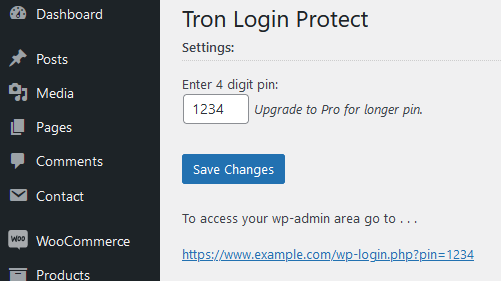 Dashboard
Posts
Media
Pages
Comments
Contact
WOO
WooCommerce
Products
Tron Login Protect
Settings:
Enter 4 digit pin:
1234 Upgrade to Pro for longer pin.
Save Changes
To access your wp-admin area go to . . .
https://www.example.com/wp-login.php?pin=1234